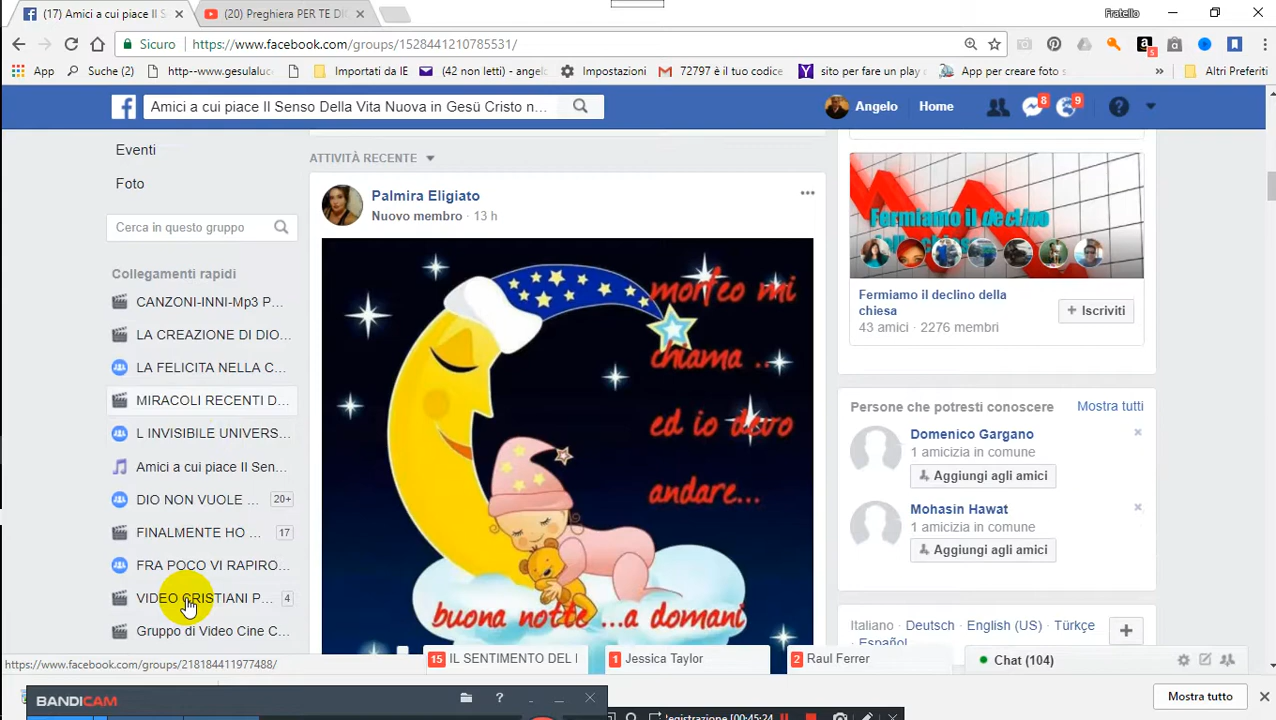 (17) Amici a cui piace Il S
(20) Preghiera PER TE DI
Fratello
Sicuro
https://www.facebook.com/groups/1528441210785531/
App
Suche (2)
http--www.gesulaluce
Importati da IE
(42 non letti) - angelo
Impostazioni
72797 è il tuo codice
sito per fare un play
App per creare foto s
»
Altri Preferiti
5
Amici a cui piace Il Senso Della Vita Nuova in Gesù Cristo n...
Angelo
Home
8
9
Eventi
Foto
Cerca in questo gruppo
Collegamenti rapidi
CANZONI-INNI-Mp3 P...
LA CREAZIONE DI DIO...
LA FELICITA NELLA C...
MIRACOLI RECENTI D...
L INVISIBILE UNIVERS...
Amici a cui piace Il Sen...
DIO NON VUOLE ... 20+
FINALMENTE HO ... 17
FRA POCO VI RAPIRO...
VIDEO CRISTIANI P... 4
Gruppo di Video Cine C...
ATTIVITÀ RECENTE
Palmira Eligiato
Nuovo membro · 13 h
morfeo mi
chiama ..
ed io devo
andare...
buona notte ...a domani
Fermiamo il declino
Fermiamo il declino della
chiesa
43 amici · 2276 membri
+ Iscriviti
Persone che potresti conoscere
Mostra tutti
Domenico Gargano
1 amicizia in comune
Aggiungi agli amici
Mohasin Hawat
1 amicizia in comune
Aggiungi agli amici
Italiano · Deutsch · English (US) · Türkçe ·
Español
15 IL SENTIMENTO DEL
1 Jessica Taylor
2 Raul Ferrer
Chat (104)
https://www.facebook.com/groups/218184411977488/
BANDICAM
Mostra tutto
egistrazione [00:45:24